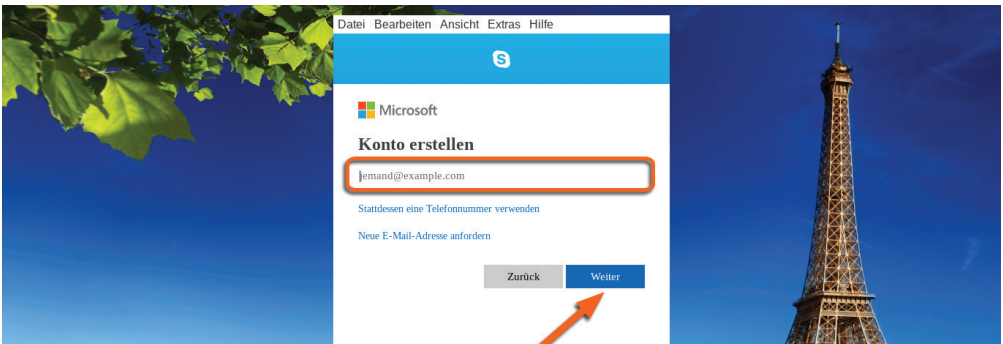 Datei Bearbeiten Ansicht Extras Hilfe
Microsoft
Konto erstellen
jemand@example.com
Stattdessen eine Telefonnummer verwenden
Neue E-Mail-Adresse anfordern
Zurück Weiter